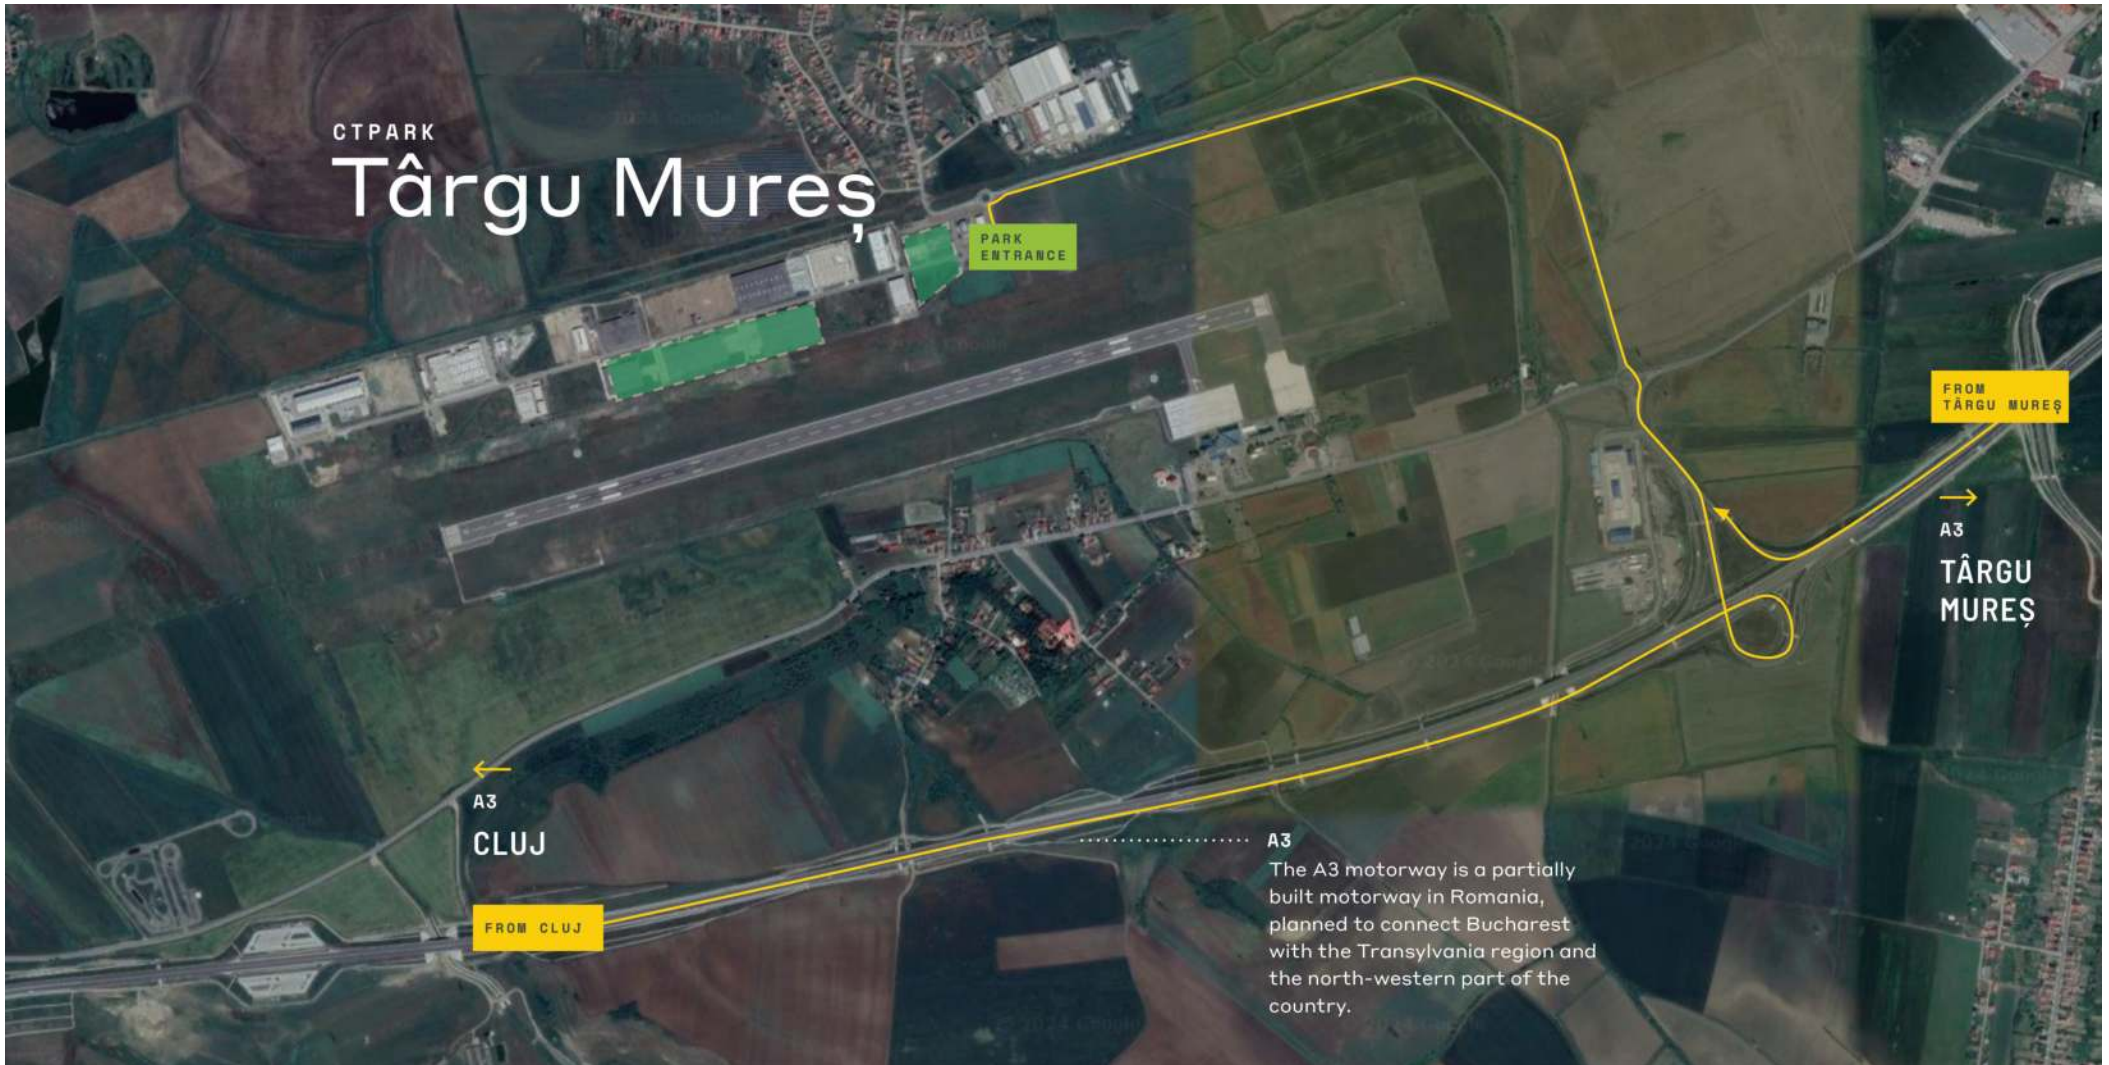 CTPARK
Târgu Mureș
PARK
ENTRANCE
FROM
TÂRGU MUREȘ
A3
TÂRGU
MUREȘ
A3
CLUJ
FROM CLUJ
A3
The A3 motorway is a partially
built motorway in Romania,
planned to connect Bucharest
with the Transylvania region and
the north-western part of the
country.